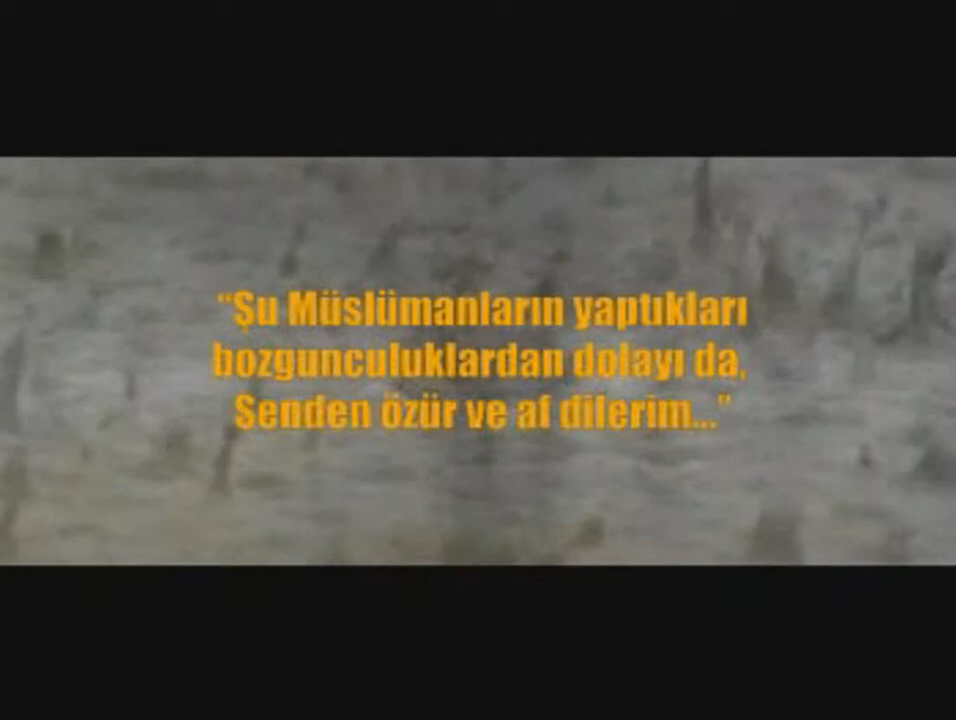 “Şu Müslümanların yaptıkları
bozgunculuklardan dolayı da,
Senden özür ve af dilerim...”